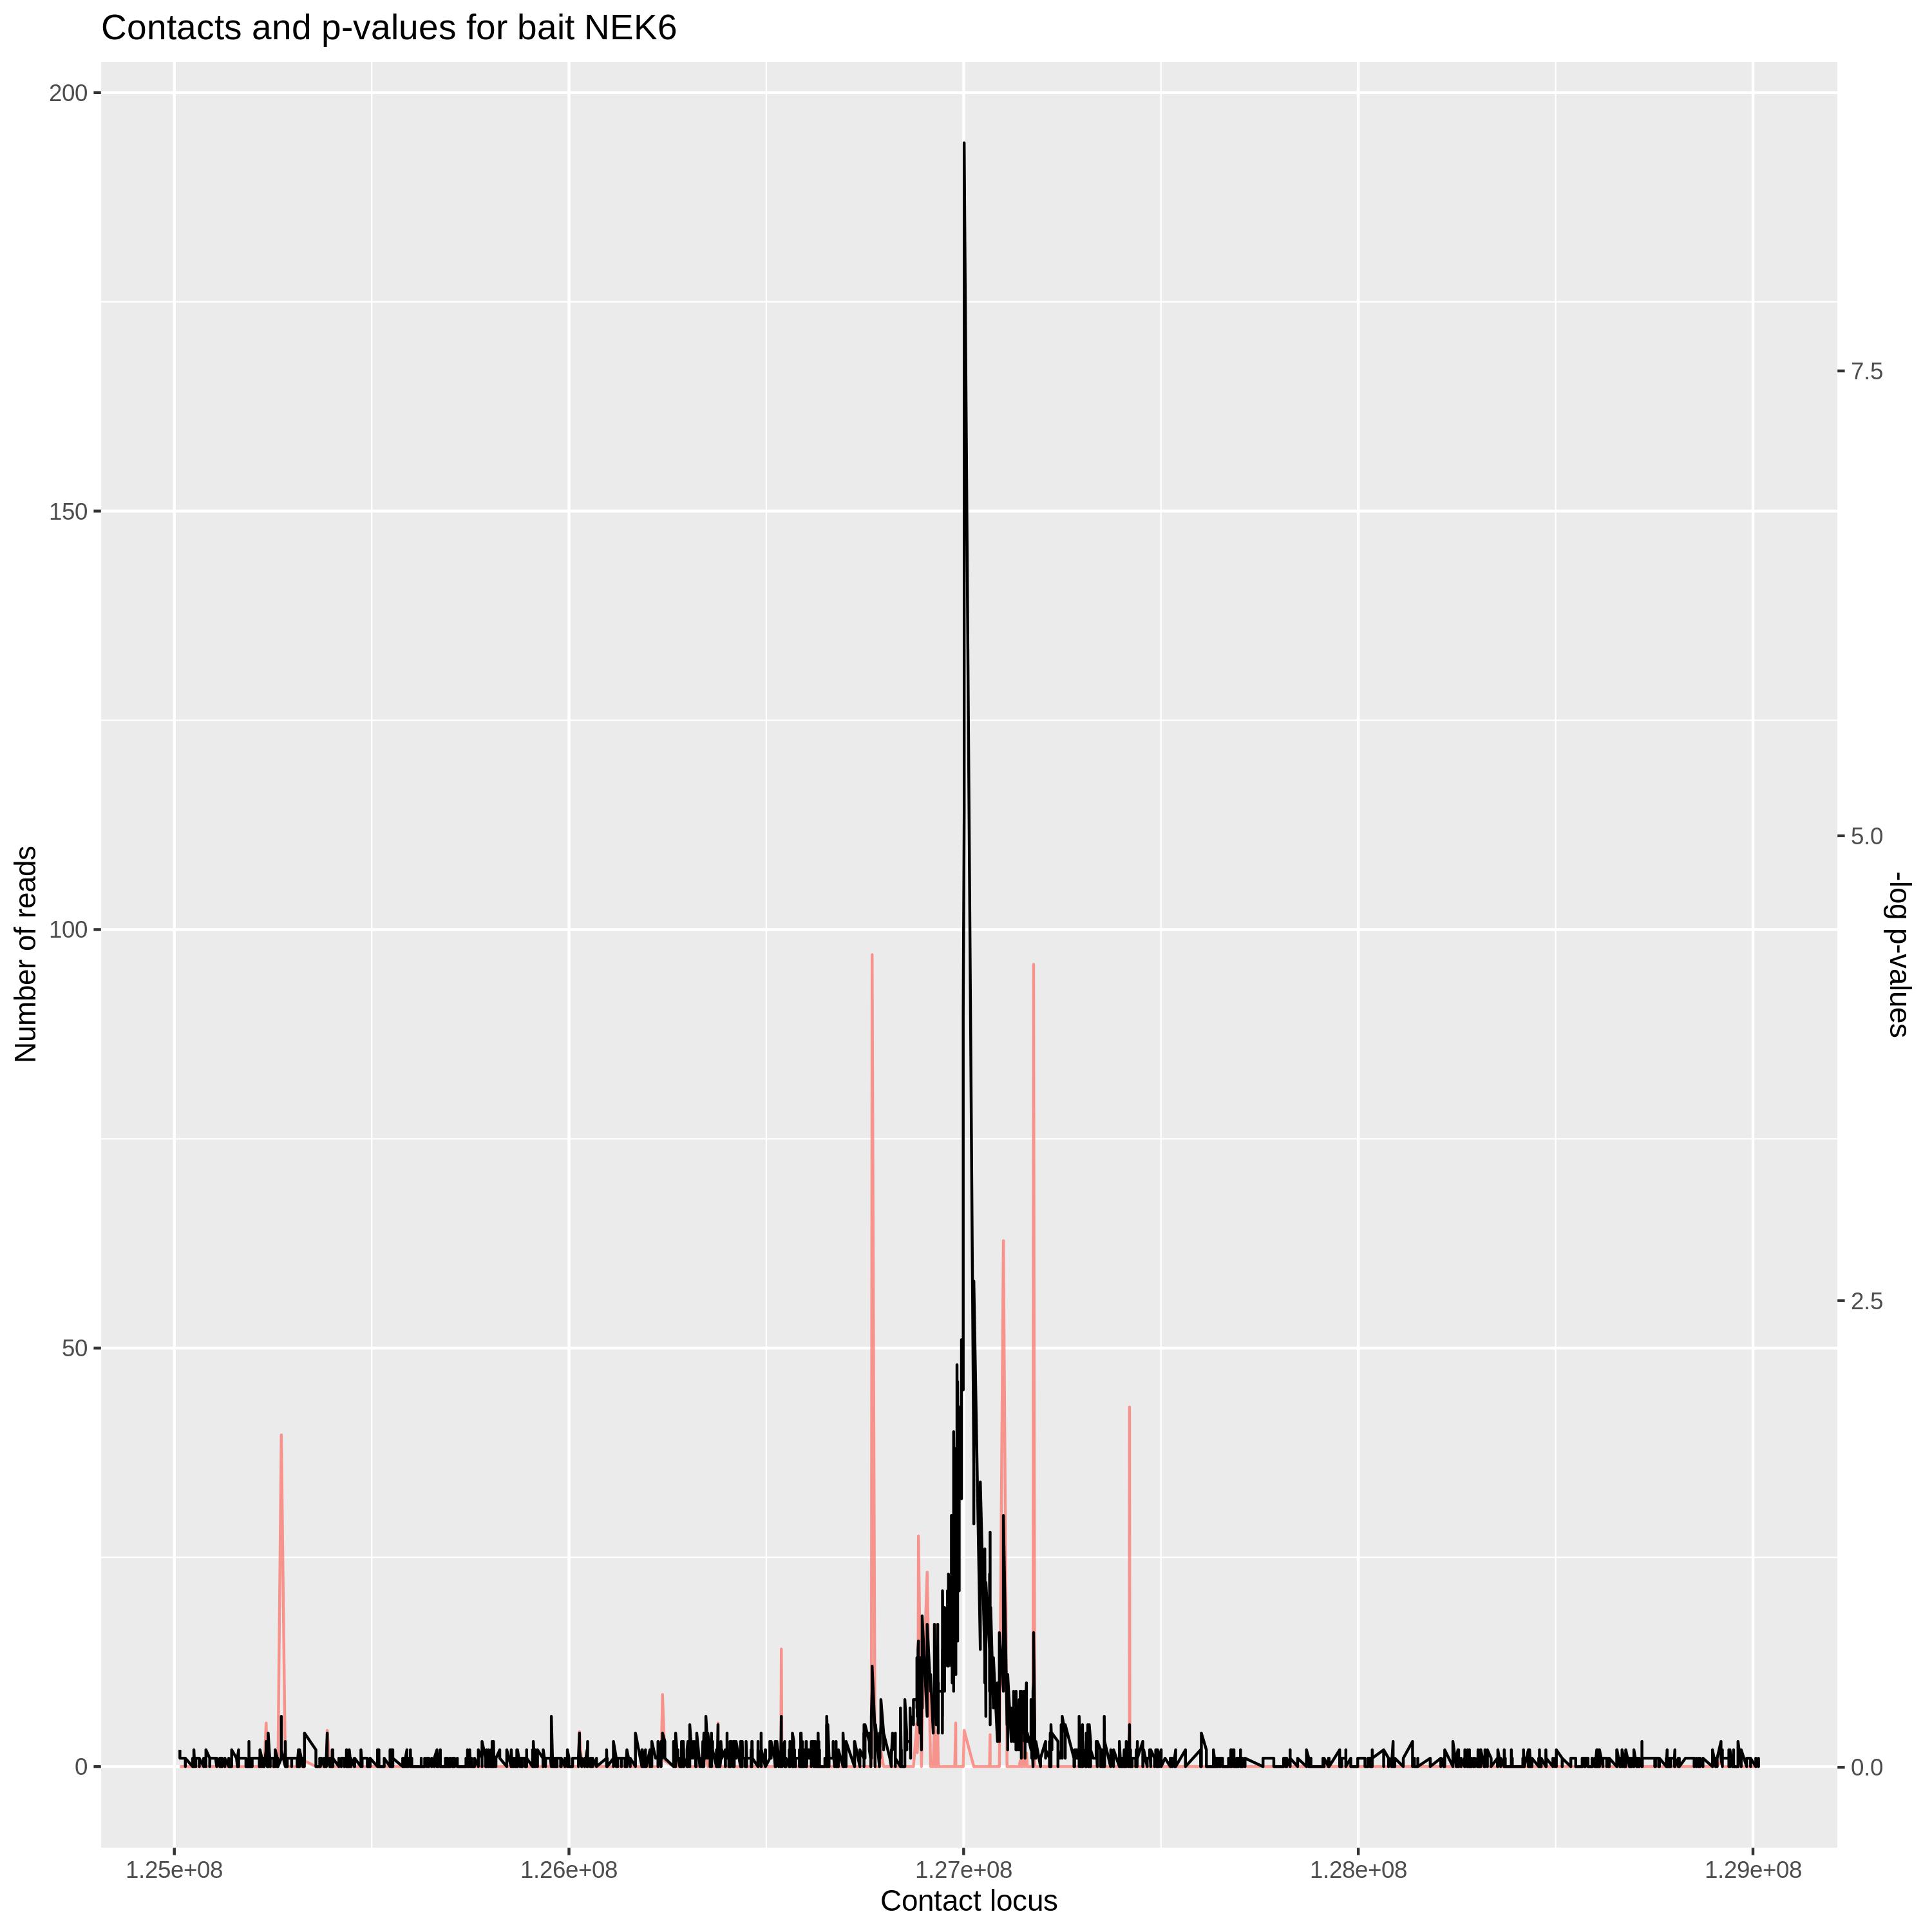 Contacts and p-values for bait NEK6
200
150
100
50
0
Number of reads
7.5
5.0
2.5
0.0
-log p-values
1.25e+08 1.26e+08 1.27e+08 1.28e+08 1.29e+08
Contact locus